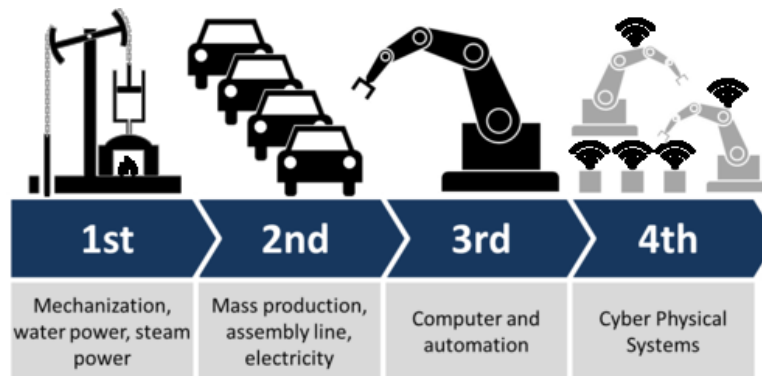 1st
2nd
3rd
4th
Mechanization,
water power, steam
power
Mass production,
assembly line,
electricity
Computer and
automation
Cyber Physical
Systems